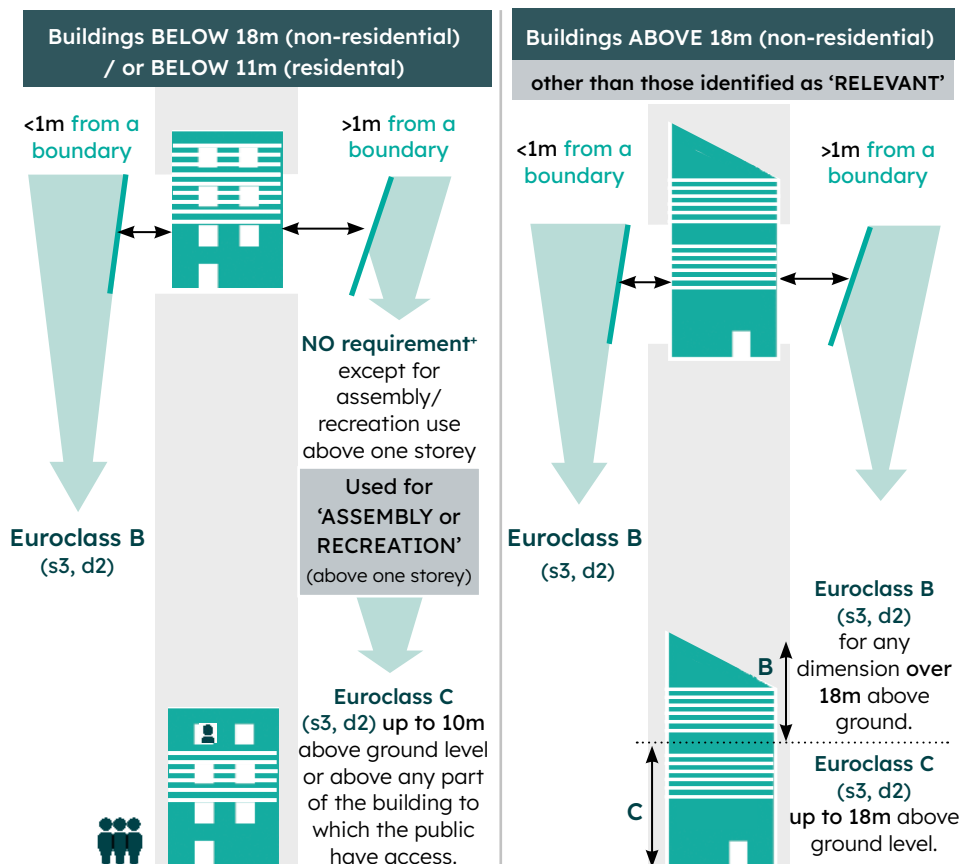 Buildings BELOW 18m (non-residential)
/ or BELOW 11m (residental)
<1m from a
boundary
>1m from a
boundary
NO requirement⁺
except for
assembly/
recreation use
above one storey
Used for
‘ASSEMBLY or
RECREATION’
(above one storey)
Euroclass B
(s3, d2)
Euroclass C
(s3, d2) up to 10m
above ground level
or above any part
of the building to
which the public
have access.
Buildings ABOVE 18m (non-residential)
other than those identified as ‘RELEVANT’
<1m from a
boundary
>1m from a
boundary
Euroclass B
(s3, d2)
Euroclass B
(s3, d2)
for any
dimension over
18m above
ground.
B
Euroclass C
(s3, d2)
up to 18m above
ground level.
C